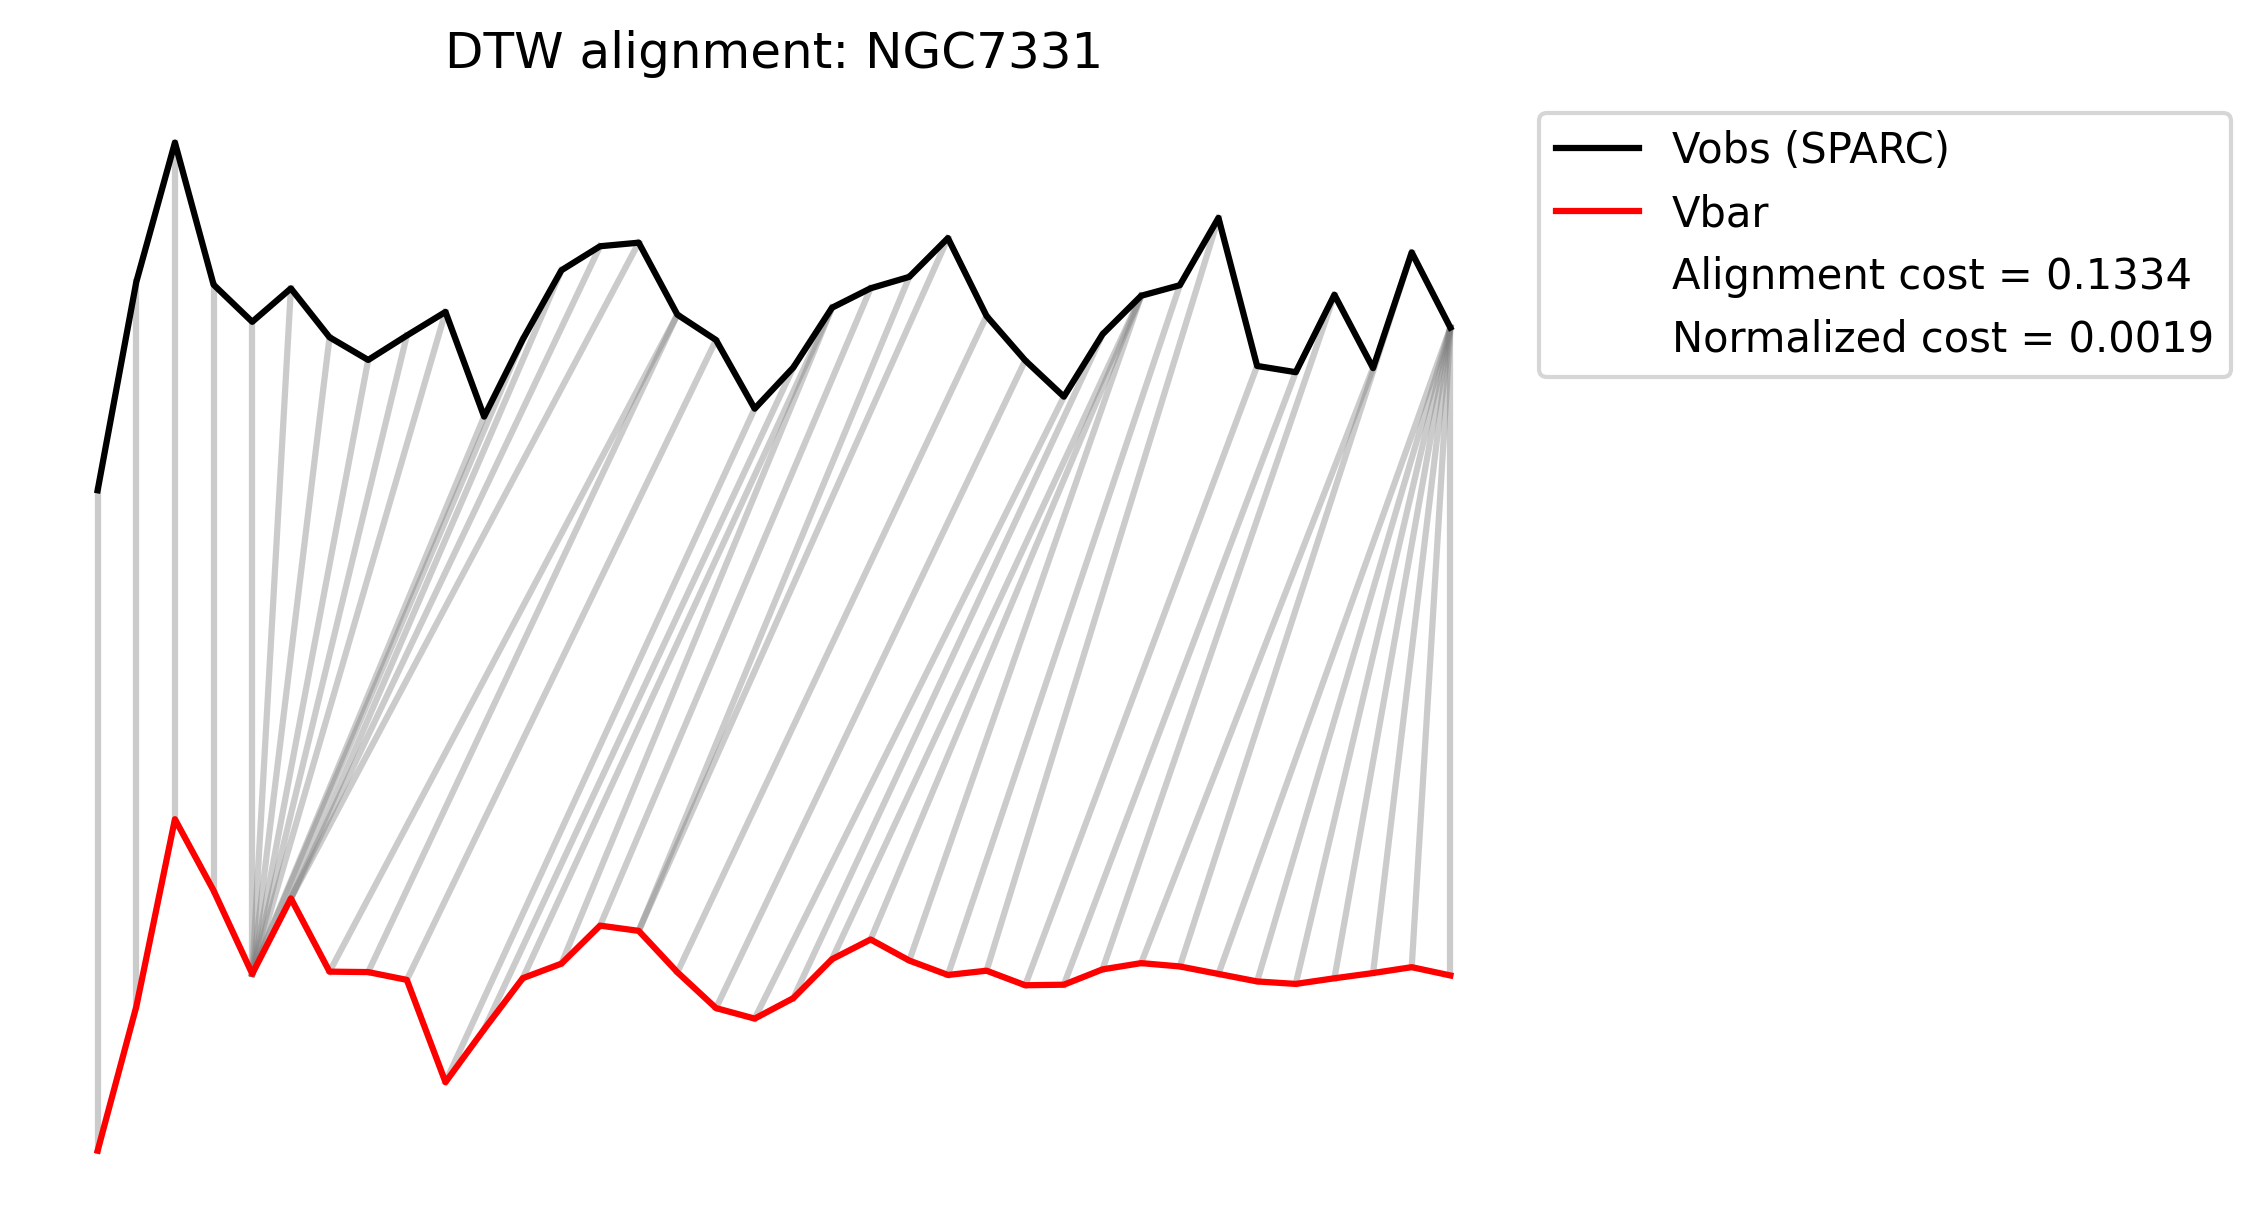 DTW alignment: NGC7331
Vobs (SPARC)
Vbar
Alignment cost = 0.1334
Normalized cost = 0.0019